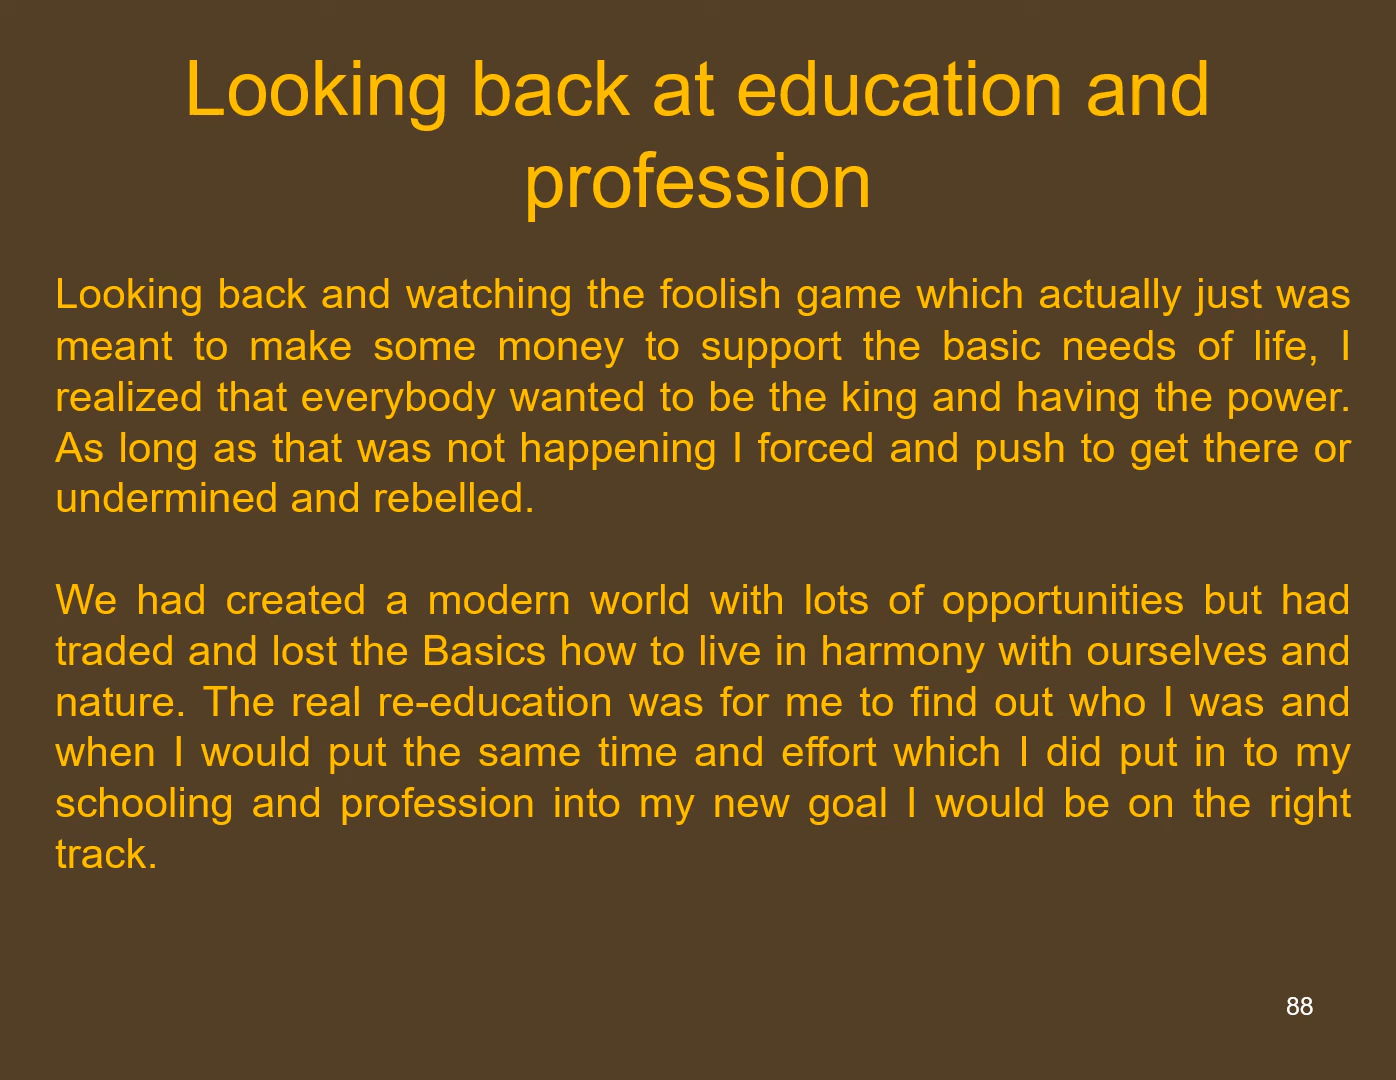 Looking back at education and
profession
Looking back and watching the foolish game which actually just was
meant to make some money to support the basic needs of life, I
realized that everybody wanted to be the king and having the power.
As long as that was not happening I forced and push to get there or
undermined and rebelled.
We had created a modern world with lots of opportunities but had
traded and lost the Basics how to live in harmony with ourselves and
nature. The real re-education was for me to find out who I was and
when I would put the same time and effort which I did put in to my
schooling and profession into my new goal I would be on the right
track.
88